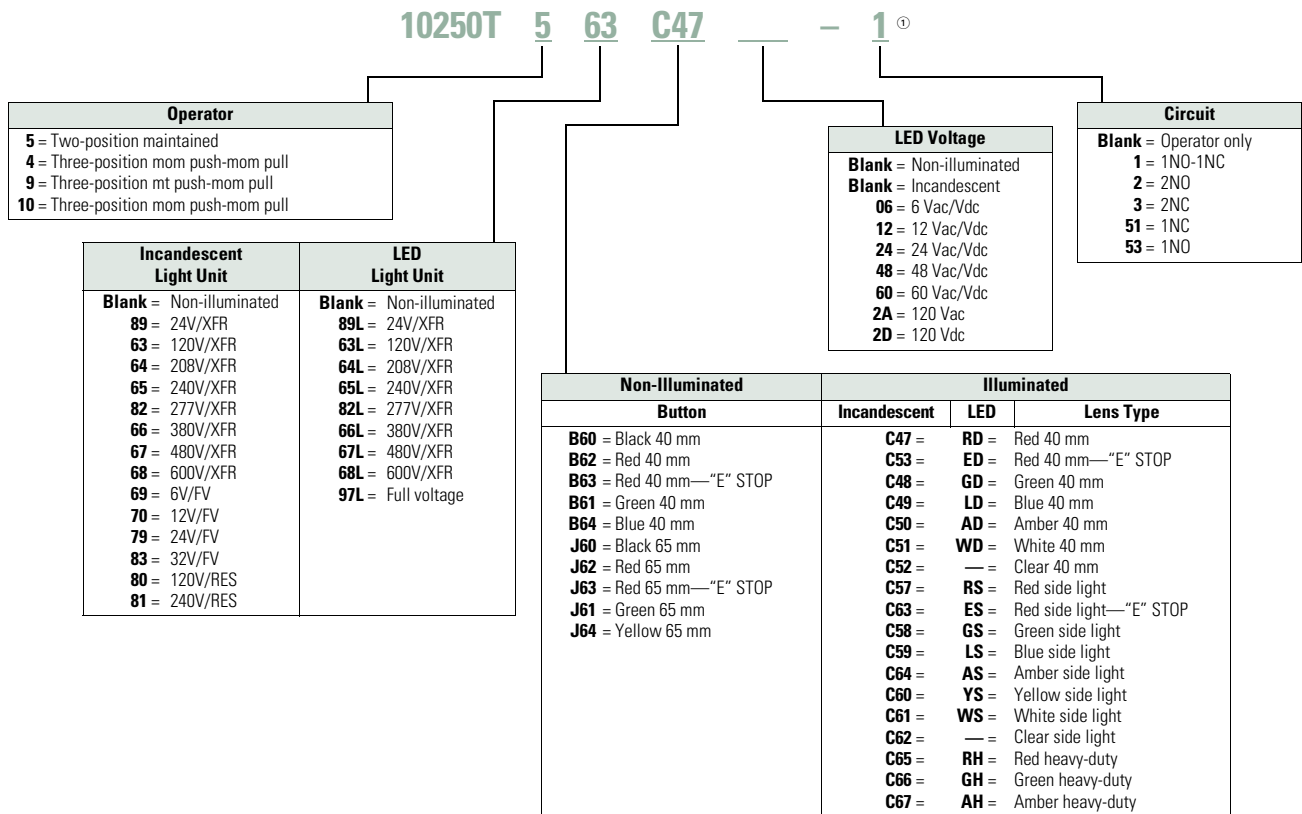 10250T 5 63 C47 ___ – 1 ①
Operator
5 = Two-position maintained
4 = Three-position mom push-mom pull
9 = Three-position mt push-mom pull
10 = Three-position mom push-mom pull
LED Voltage
Blank = Non-illuminated
Blank = Incandescent
06 = 6 Vac/Vdc
12 = 12 Vac/Vdc
24 = 24 Vac/Vdc
48 = 48 Vac/Vdc
60 = 60 Vac/Vdc
2A = 120 Vac
2D = 120 Vdc
Circuit
Blank = Operator only
1 = 1NO-1NC
2 = 2NO
3 = 2NC
51 = 1NC
53 = 1NO
Incandescent
Light Unit
Blank = Non-illuminated
89 = 24V/XFR
63 = 120V/XFR
64 = 208V/XFR
65 = 240V/XFR
82 = 277V/XFR
66 = 380V/XFR
67 = 480V/XFR
68 = 600V/XFR
69 = 6V/FV
70 = 12V/FV
79 = 24V/FV
83 = 32V/FV
80 = 120V/RES
81 = 240V/RES
LED
Light Unit
Blank = Non-illuminated
89L = 24V/XFR
63L = 120V/XFR
64L = 208V/XFR
65L = 240V/XFR
82L = 277V/XFR
66L = 380V/XFR
67L = 480V/XFR
68L = 600V/XFR
97L = Full voltage
Non-Illuminated
Button
B60 = Black 40 mm
B62 = Red 40 mm
B63 = Red 40 mm—“E” STOP
B61 = Green 40 mm
B64 = Blue 40 mm
J60 = Black 65 mm
J62 = Red 65 mm
J63 = Red 65 mm—“E” STOP
J61 = Green 65 mm
J64 = Yellow 65 mm
Illuminated
Incandescent LED Lens Type
C47 = RD = Red 40 mm
C53 = ED = Red 40 mm—“E” STOP
C48 = GD = Green 40 mm
C49 = LD = Blue 40 mm
C50 = AD = Amber 40 mm
C51 = WD = White 40 mm
C52 = — = Clear 40 mm
C57 = RS = Red side light
C63 = ES = Red side light—“E” STOP
C58 = GS = Green side light
C59 = LS = Blue side light
C64 = AS = Amber side light
C60 = YS = Yellow side light
C61 = WS = White side light
C62 = — = Clear side light
C65 = RH = Red heavy-duty
C66 = GH = Green heavy-duty
C67 = AH = Amber heavy-duty